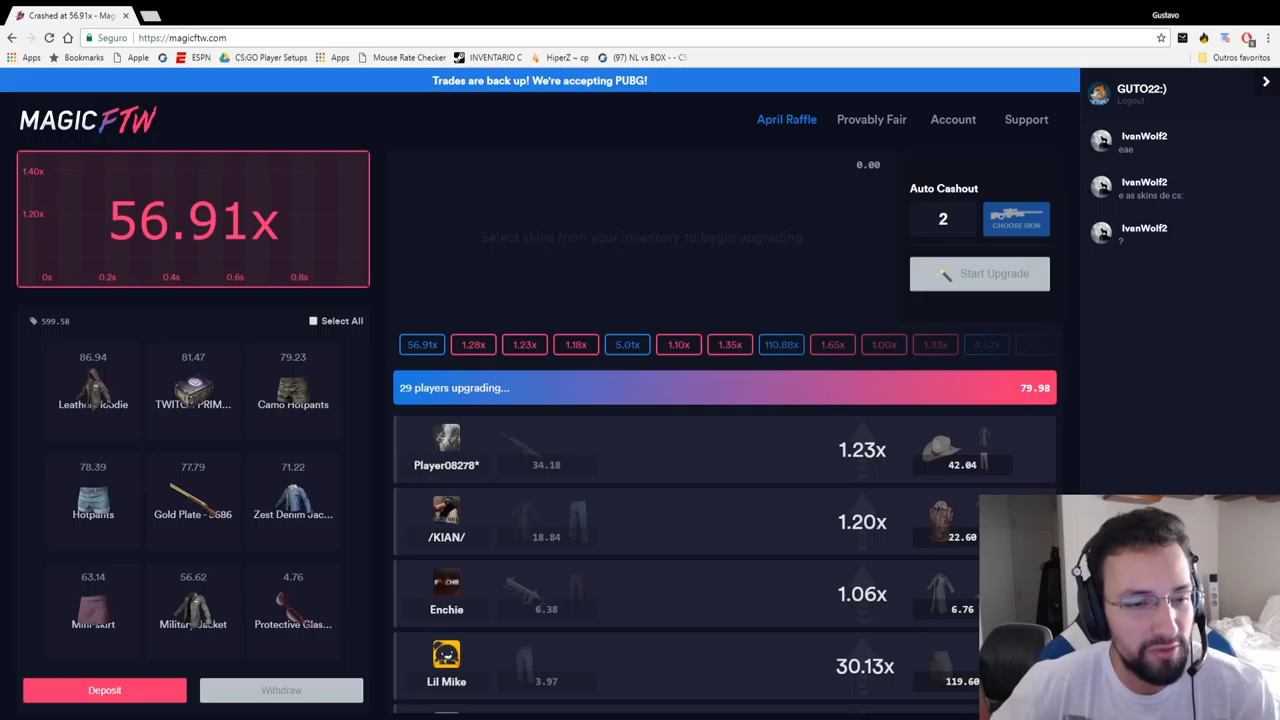 Crashed at 56.91x - Mag
Gustavo
Seguro
https://magicftw.com
Apps
Bookmarks
Apple
ESPN
CS:GO Player Setups
Apps
Mouse Rate Checker
INVENTARIO C
HiperZ ~ cp
(97) NL vs BOX
Outros favoritos
Trades are back up! We're accepting PUBG!
MAGICFTW
April Raffle
Provably Fair
Account
Support
GUTO22:)
Logout
IvanWolf2
eae
IvanWolf2
e as skins de cs:
IvanWolf2
?
1.40x
1.20x
56.91x
0s 0.2s 0.4s 0.6s 0.8s
0.00
Select skins from your inventory to begin upgrading
Auto Cashout
2
CHOOSE SKIN
Start Upgrade
599.58
Select All
86.94
Leather Hoodie
81.47
TWITCH PRIM...
79.23
Camo Hotpants
78.39
Hotpants
77.79
Gold Plate - S686
71.22
Zest Denim Jac...
63.14
Mini-skirt
56.62
Military Jacket
4.76
Protective Glas...
Deposit
Withdraw
56.91x 1.28x 1.23x 1.18x 5.01x 1.10x 1.35x 110.88x 1.65x 1.00x 1.33x 4.52x
29 players upgrading...
79.98
Player08278*
34.18
1.23x
42.04
/KIAN/
18.84
1.20x
22.60
Enchie
6.38
1.06x
6.76
Lil Mike
3.97
30.13x
119.60